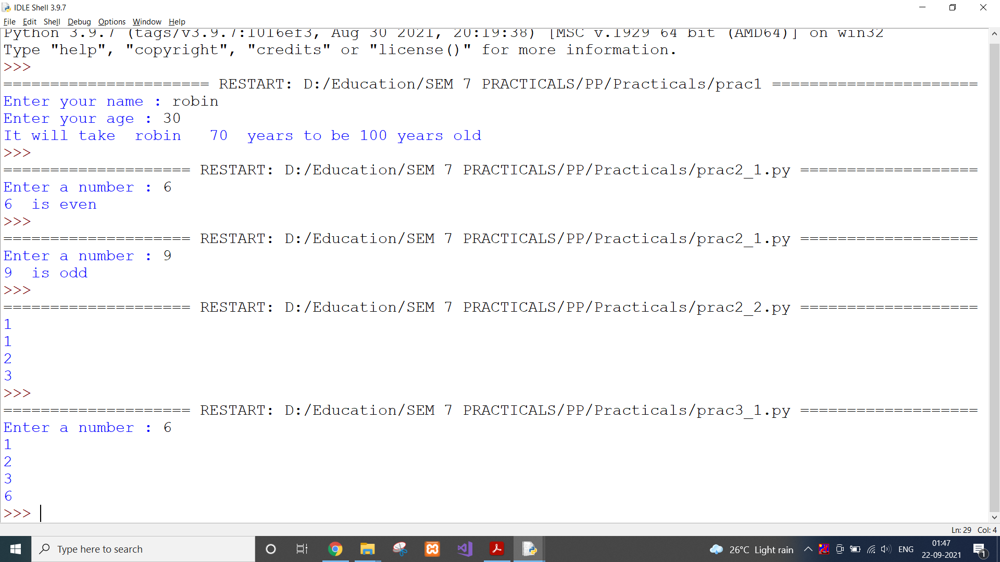 IDLE Shell 3.9.7
File Edit Shell Debug Options Window Help
Python 3.9.7 (tags/v3.9.7:1016ef3, Aug 30 2021, 20:19:38) [MSC v.1929 64 bit (AMD64)] on win32
Type "help", "copyright", "credits" or "license()" for more information.
>>>
====================== RESTART: D:/Education/SEM 7 PRACTICALS/PP/Practicals/prac1 ======================
Enter your name : robin
Enter your age : 30
It will take  robin   70  years to be 100 years old
>>>
==================== RESTART: D:/Education/SEM 7 PRACTICALS/PP/Practicals/prac2_1.py ===================
Enter a number : 6
6  is even
>>>
==================== RESTART: D:/Education/SEM 7 PRACTICALS/PP/Practicals/prac2_1.py ===================
Enter a number : 9
9  is odd
>>>
==================== RESTART: D:/Education/SEM 7 PRACTICALS/PP/Practicals/prac2_2.py ===================
1
1
2
3
>>>
==================== RESTART: D:/Education/SEM 7 PRACTICALS/PP/Practicals/prac3_1.py ===================
Enter a number : 6
1
2
3
6
>>>
Ln: 29 Col: 4
Type here to search
26°C Light rain
ENG
01:47
22-09-2021
1